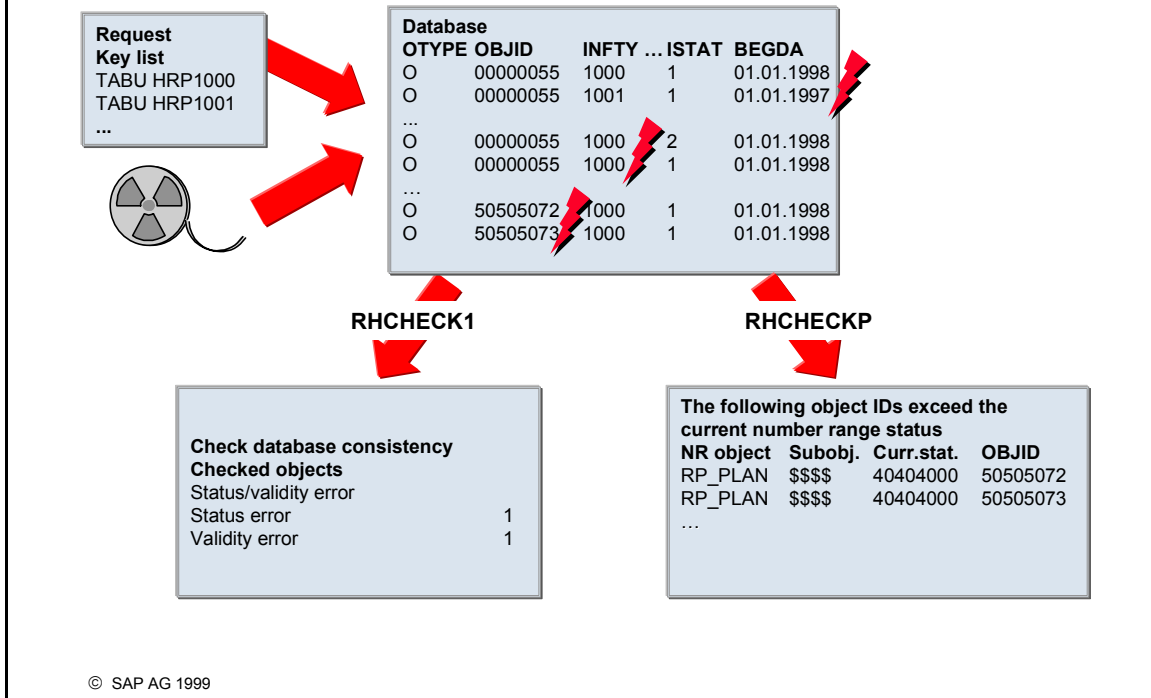 Request
Key list
TABU HRP1000
TABU HRP1001
...
Database
OTYPE OBJID INFTY … ISTAT BEGDA
O 00000055 1000 1 01.01.1998
O 00000055 1001 1 01.01.1997
...
O 00000055 1000 2 01.01.1998
O 00000055 1000 1 01.01.1998
…
O 50505072 1000 1 01.01.1998
O 50505073 1000 1 01.01.1998
RHCHECK1
RHCHECKP
Check database consistency
Checked objects
Status/validity error
Status error 1
Validity error 1
The following object IDs exceed the
current number range status
NR object Subobj. Curr.stat. OBJID
RP_PLAN $$$$ 40404000 50505072
RP_PLAN $$$$ 40404000 50505073
…
© SAP AG 1999